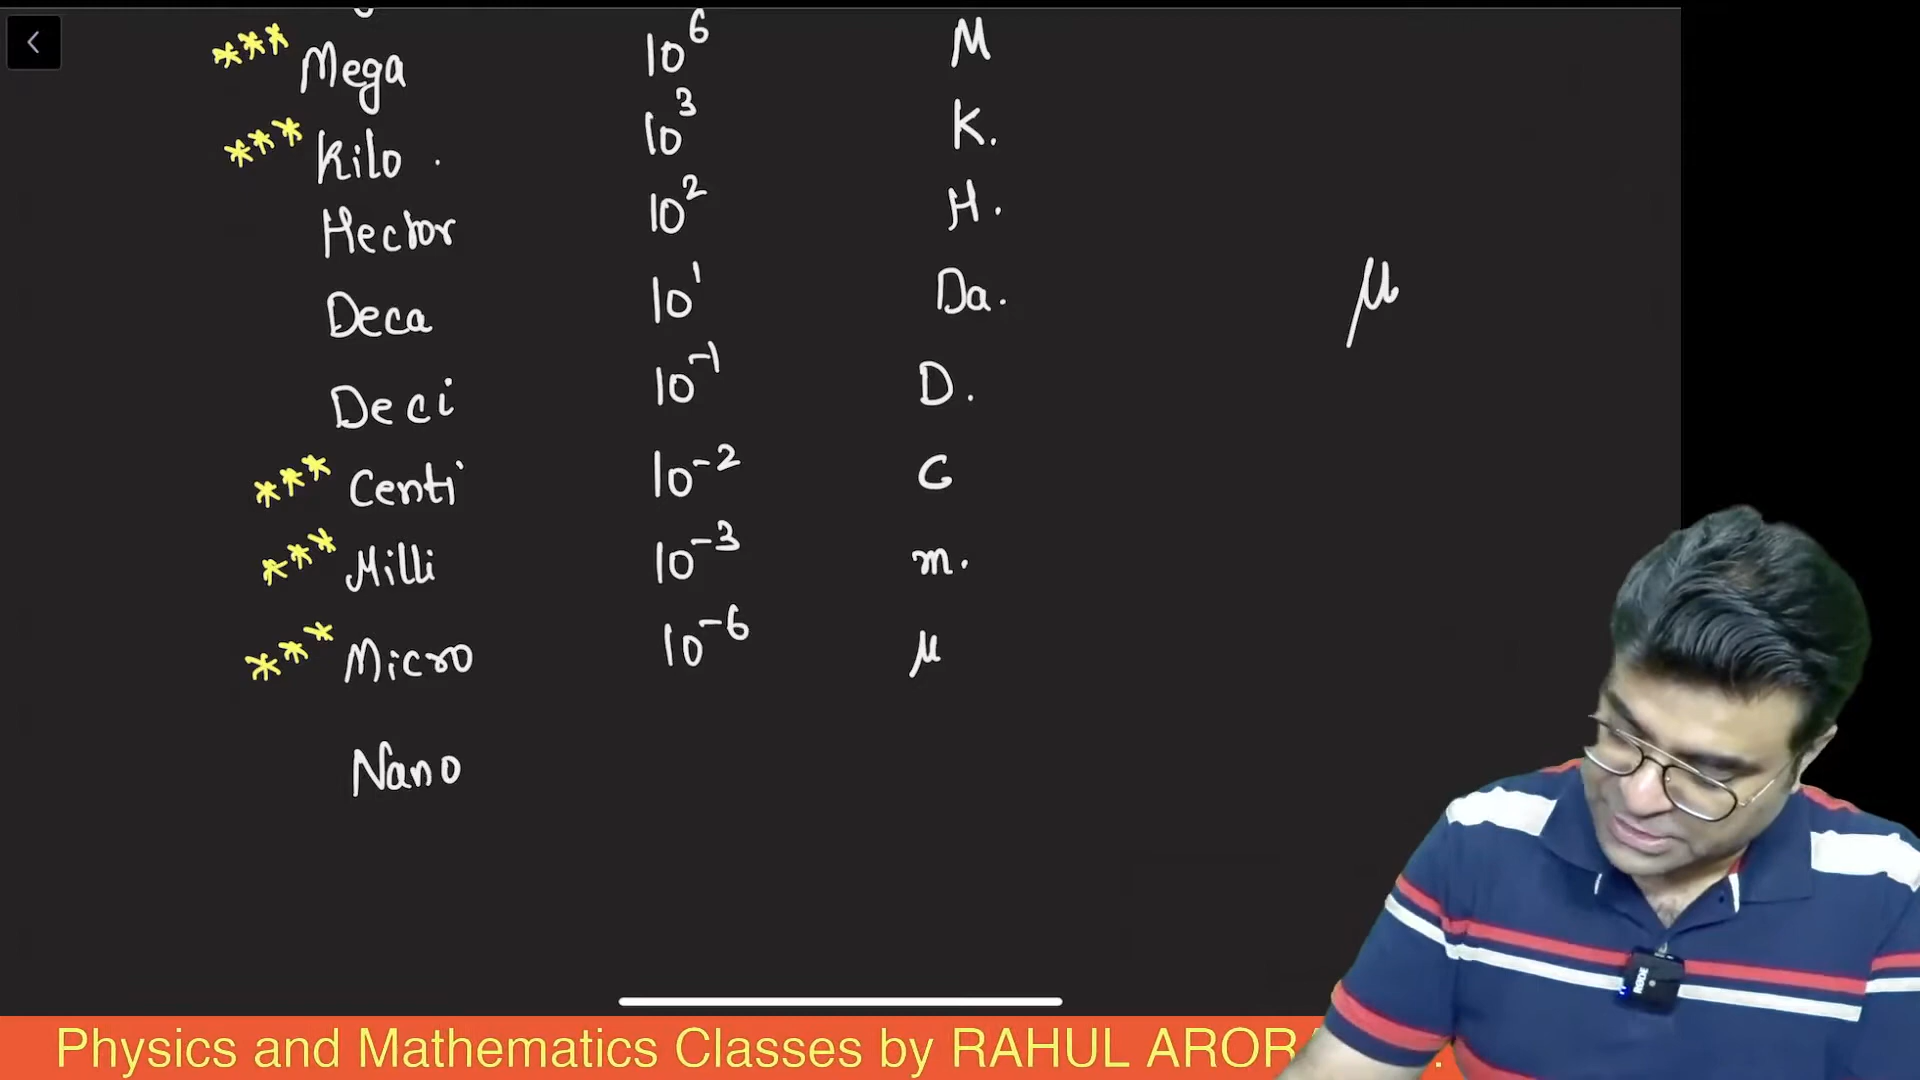 *** Mega 10^6 M
*** Kilo . 10^3 K.
Hector 10^2 H.
Deca 10^1 Da.
μ
Deci 10^-1 D.
*** Centi 10^-2 C
*** Milli 10^-3 m.
*** Micro 10^-6 μ
Nano
RODE
Physics and Mathematics Classes by RAHUL AROR